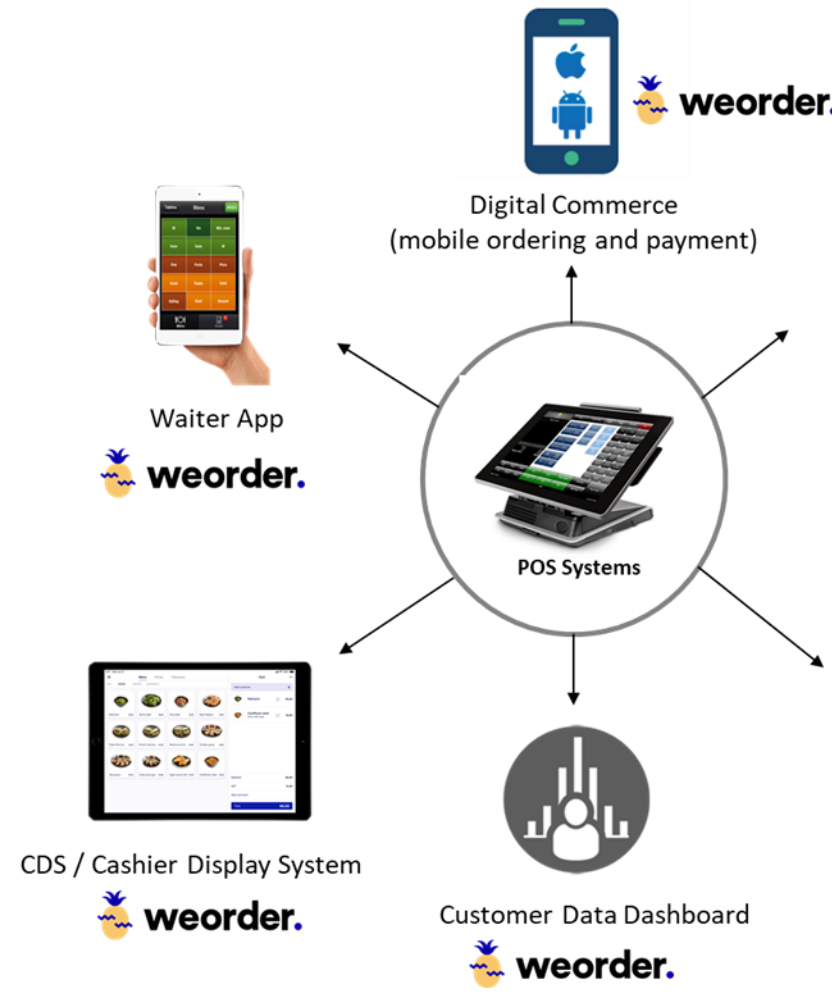 weorder.
Digital Commerce
(mobile ordering and payment)
Menu
Waiter App
weorder.
POS Systems
CDS / Cashier Display System
weorder.
Customer Data Dashboard
weorder.